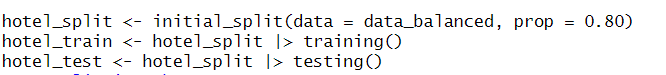 hotel_split <- initial_split(data = data_balanced, prop = 0.80)
hotel_train <- hotel_split |> training()
hotel_test <- hotel_split |> testing()